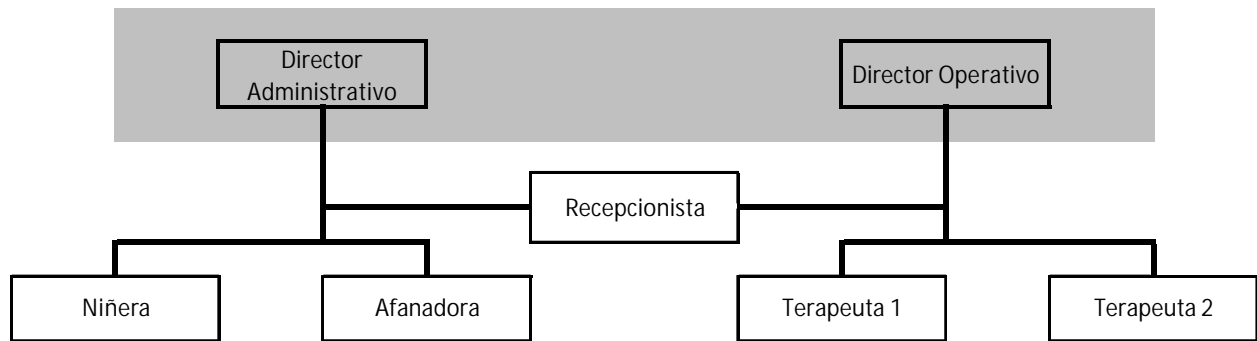 Director
Administrativo
Director Operativo
Recepcionista
Niñera
Afanadora
Terapeuta 1
Terapeuta 2